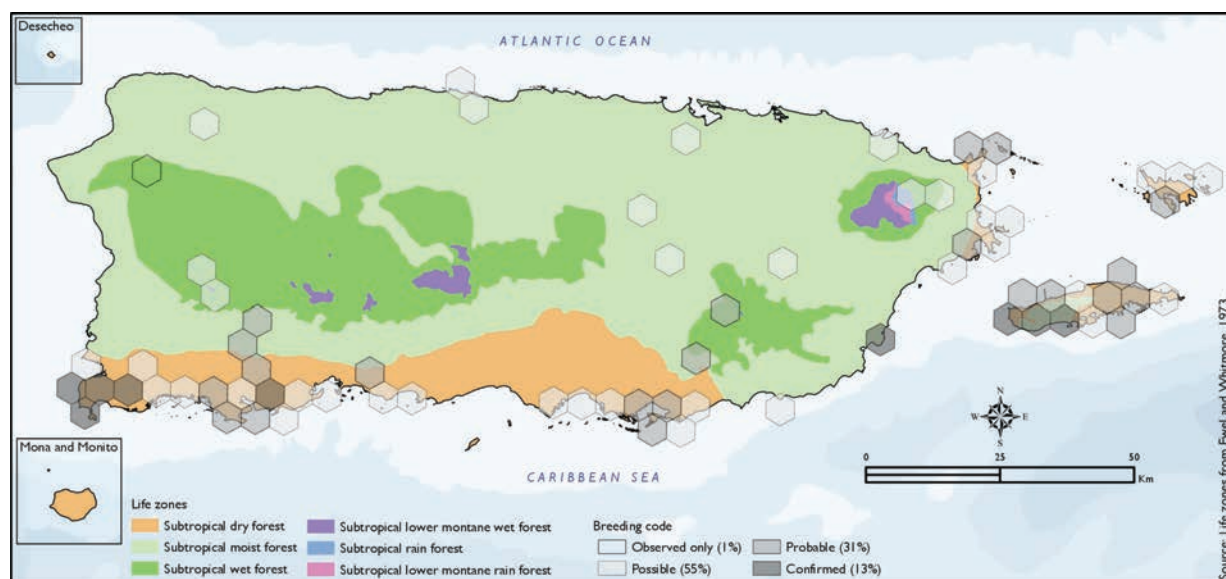 Desecheo
ATLANTIC OCEAN
Mona and Monito
CARIBBEAN SEA
N
W E
S
0 25 50
Km
Life zones
Subtropical dry forest
Subtropical moist forest
Subtropical wet forest
Subtropical lower montane wet forest
Subtropical rain forest
Subtropical lower montane rain forest
Breeding code
Observed only (1%)
Possible (55%)
Probable (31%)
Confirmed (13%)
Source: Life zones from Ewel and Whitmore, 1973